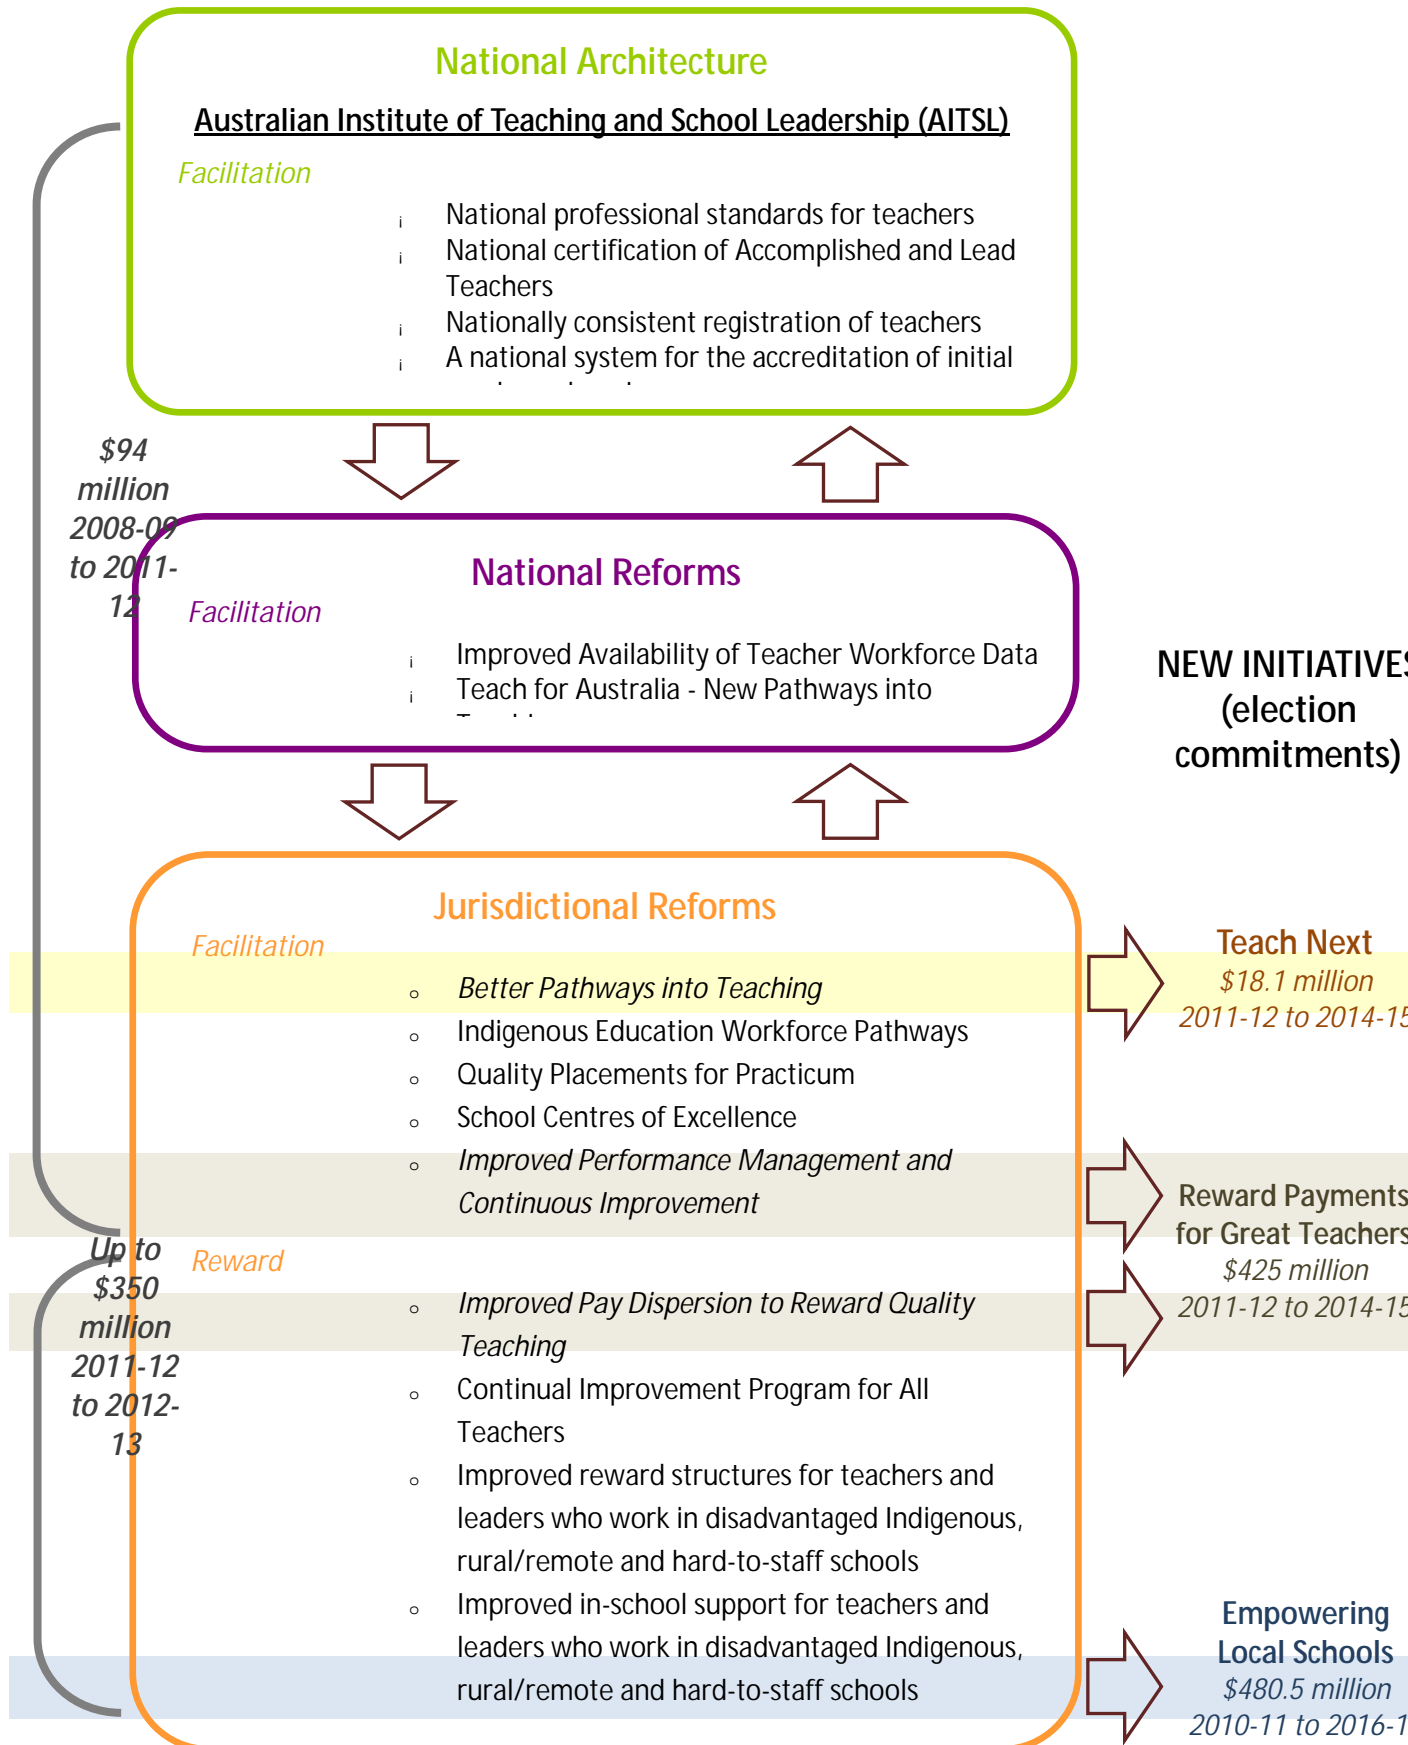 National Architecture
Australian Institute of Teaching and School Leadership (AITSL)
Facilitation
¡ National professional standards for teachers
¡ National certification of Accomplished and Lead
Teachers
¡ Nationally consistent registration of teachers
¡ A national system for the accreditation of initial
$94
million
2008-09
to 2011-
12
National Reforms
Facilitation
¡ Improved Availability of Teacher Workforce Data
¡ Teach for Australia - New Pathways into
NEW INITIATIVES
(election
commitments)
Jurisdictional Reforms
Facilitation
o Better Pathways into Teaching
o Indigenous Education Workforce Pathways
o Quality Placements for Practicum
o School Centres of Excellence
o Improved Performance Management and
Continuous Improvement
Teach Next
$18.1 million
2011-12 to 2014-15
Reward Payments
for Great Teachers
$425 million
2011-12 to 2014-15
Up to
$350
million
2011-12
to 2012-
13
Reward
o Improved Pay Dispersion to Reward Quality
Teaching
o Continual Improvement Program for All
Teachers
o Improved reward structures for teachers and
leaders who work in disadvantaged Indigenous,
rural/remote and hard-to-staff schools
o Improved in-school support for teachers and
leaders who work in disadvantaged Indigenous,
rural/remote and hard-to-staff schools
Empowering
Local Schools
$480.5 million
2010-11 to 2016-1